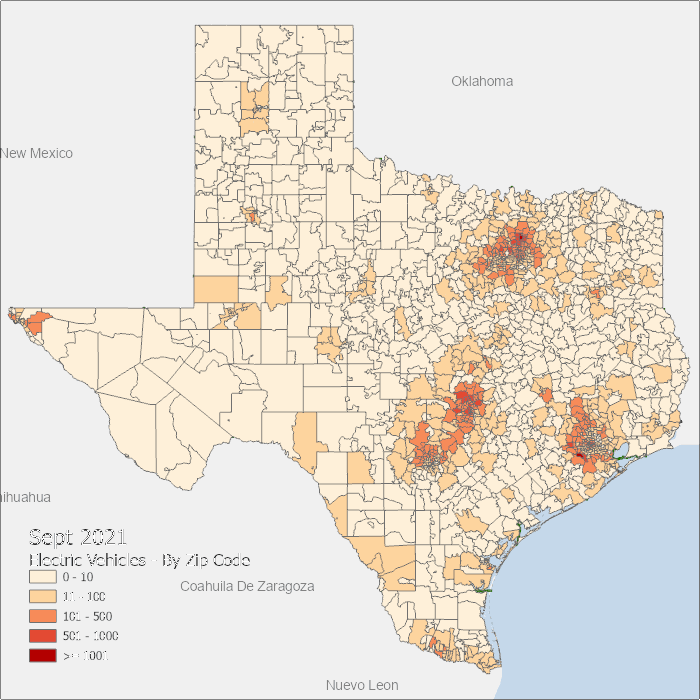 Oklahoma
New Mexico
ihuahua
Sept 2021
Electric Vehicles - By Zip Code
0 - 10
11 - 100
101 - 500
501 - 1000
>= 1001
Coahuila De Zaragoza
Nuevo Leon